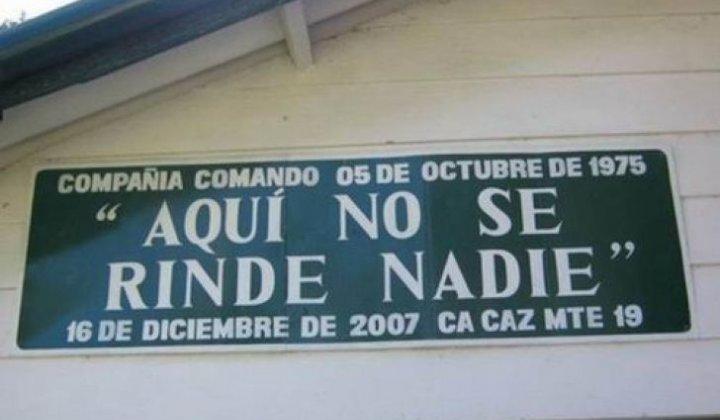 COMPAÑIA COMANDO 05 DE OCTUBRE DE 1975
“AQUÍ NO SE
RINDE NADIE”
16 DE DICIEMBRE DE 2007 CA CAZ MTE 19